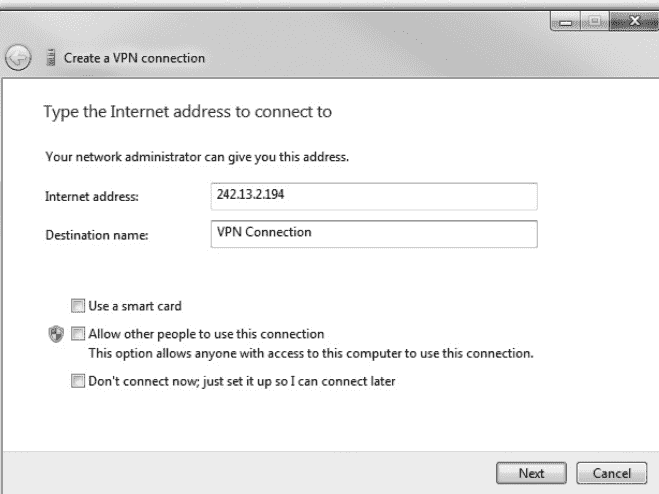 Create a VPN connection
Type the Internet address to connect to
Your network administrator can give you this address.
Internet address: 242.13.2.194
Destination name: VPN Connection
Use a smart card
Allow other people to use this connection
This option allows anyone with access to this computer to use this connection.
Don't connect now; just set it up so I can connect later
Next Cancel